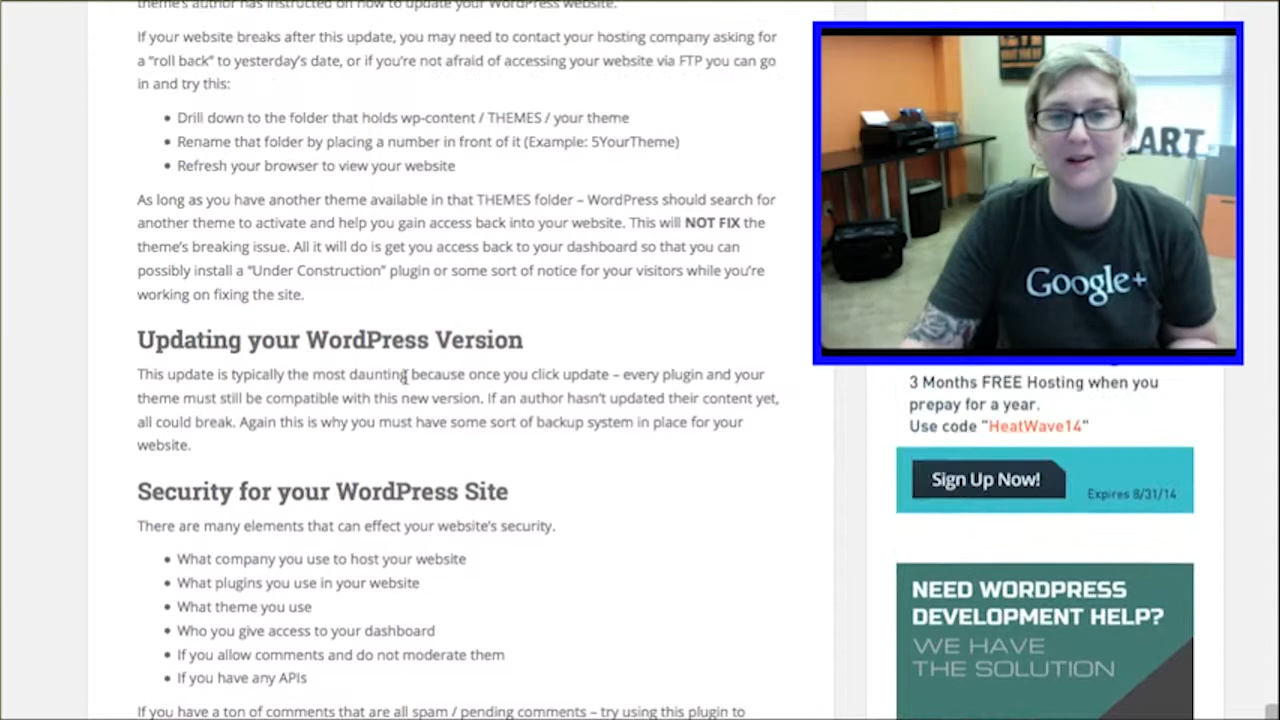 theme's author has instructed on how to update your WordPress website.
If your website breaks after this update, you may need to contact your hosting company asking for
a "roll back" to yesterday's date, or if you're not afraid of accessing your website via FTP you can go
in and try this:
• Drill down to the folder that holds wp-content / THEMES / your theme
• Rename that folder by placing a number in front of it (Example: 5YourTheme)
• Refresh your browser to view your website
As long as you have another theme available in that THEMES folder – WordPress should search for
another theme to activate and help you gain access back into your website. This will NOT FIX the
theme's breaking issue. All it will do is get you access back to your dashboard so that you can
possibly install a "Under Construction" plugin or some sort of notice for your visitors while you're
working on fixing the site.
Updating your WordPress Version
This update is typically the most daunting because once you click update – every plugin and your
theme must still be compatible with this new version. If an author hasn't updated their content yet,
all could break. Again this is why you must have some sort of backup system in place for your
website.
Security for your WordPress Site
There are many elements that can effect your website's security.
• What company you use to host your website
• What plugins you use in your website
• What theme you use
• Who you give access to your dashboard
• If you allow comments and do not moderate them
• If you have any APIs
If you have a ton of comments that are all spam / pending comments – try using this plugin to
ART
Google+
3 Months FREE Hosting when you
prepay for a year.
Use code "HeatWave14"
Sign Up Now!
Expires 8/31/14
NEED WORDPRESS
DEVELOPMENT HELP?
WE HAVE
THE SOLUTION